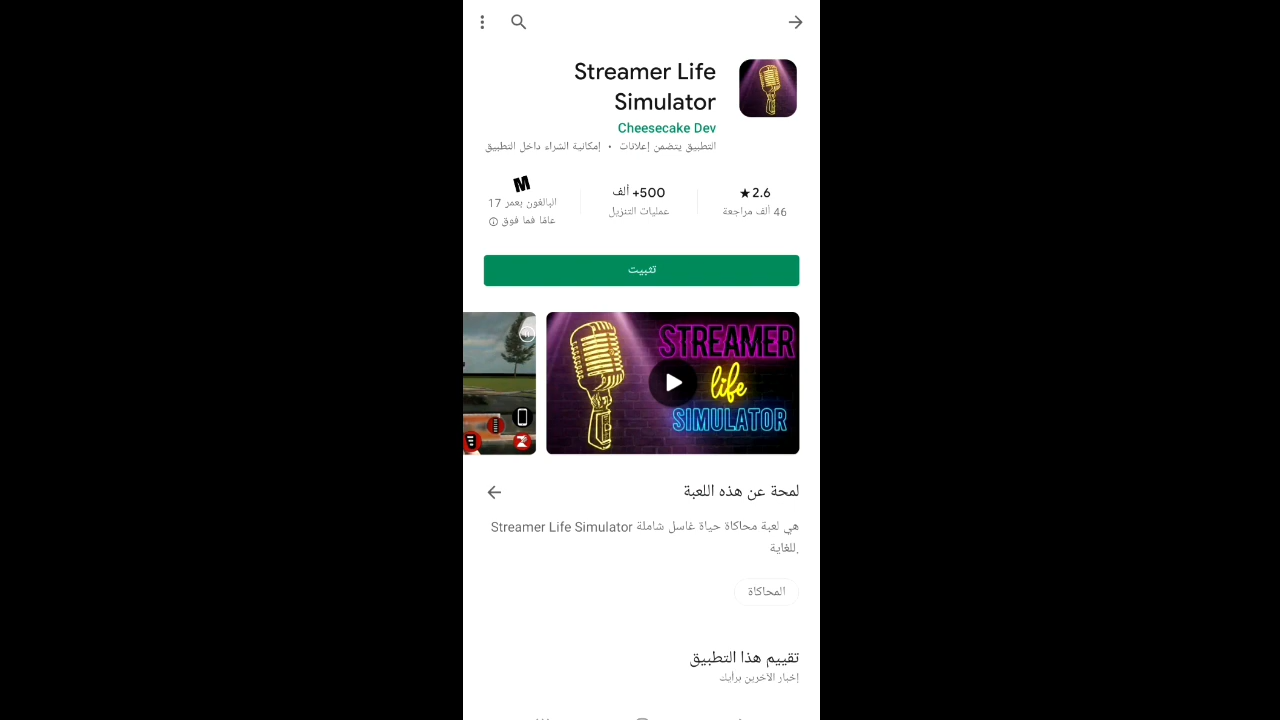 Streamer Life
Simulator
Cheesecake Dev
التطبيق يتضمن إعلانات • إمكانية الشراء داخل التطبيق
2.6★
46 ألف مراجعة
+500 ألف
عمليات التنزيل
البالغون بعمر 17
عامًا فما فوق
تثبيت
STREAMER
life
SIMULATOR
لمحة عن هذه اللعبة
هي لعبة محاكاة حياة غاسل شاملة Streamer Life Simulator
للغاية.
المحاكاة
تقييم هذا التطبيق
إخبار الآخرين برأيك